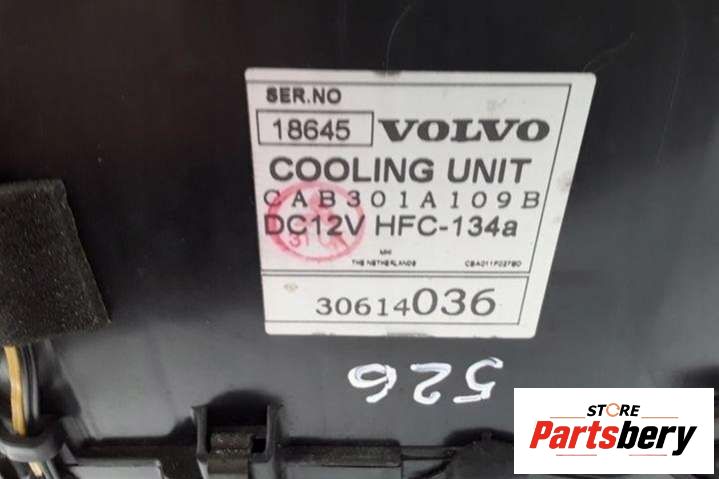 SER.NO
18645 VOLVO
COOLING UNIT
CAB301A109B
DC12V HFC-134a
THE NETHERLANDS
30614036
526
STORE
Partsbery